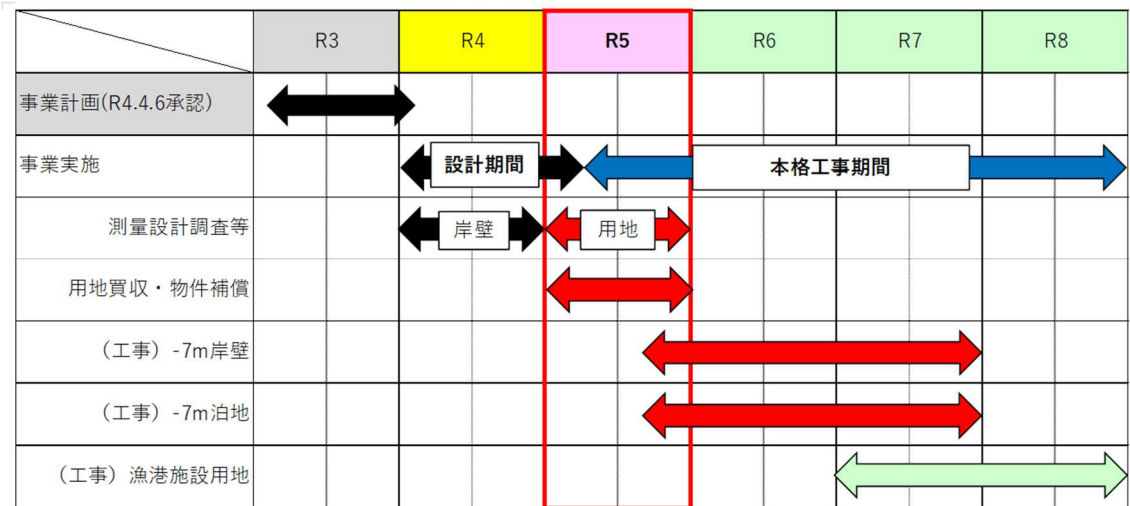 R3 R4 R5 R6 R7 R8
事業計画(R4.4.6承認)
事業実施 設計期間 本格工事期間
測量設計調査等 岸壁 用地
用地買収・物件補償
(工事)-7m岸壁
(工事)-7m泊地
(工事)漁港施設用地